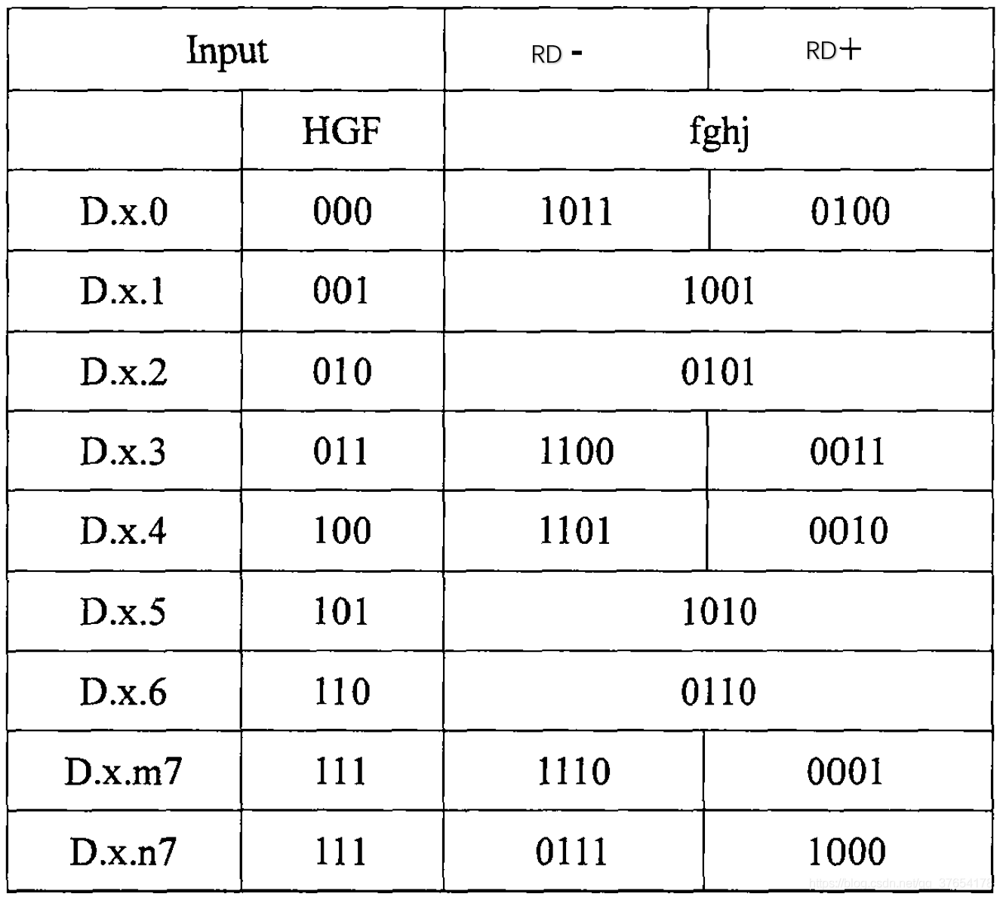 Input RD - RD+
HGF fghj
D.x.0 000 1011 0100
D.x.1 001 1001
D.x.2 010 0101
D.x.3 011 1100 0011
D.x.4 100 1101 0010
D.x.5 101 1010
D.x.6 110 0110
D.x.m7 111 1110 0001
D.x.n7 111 0111 1000
https://blog.csdn.net/qq_37654178